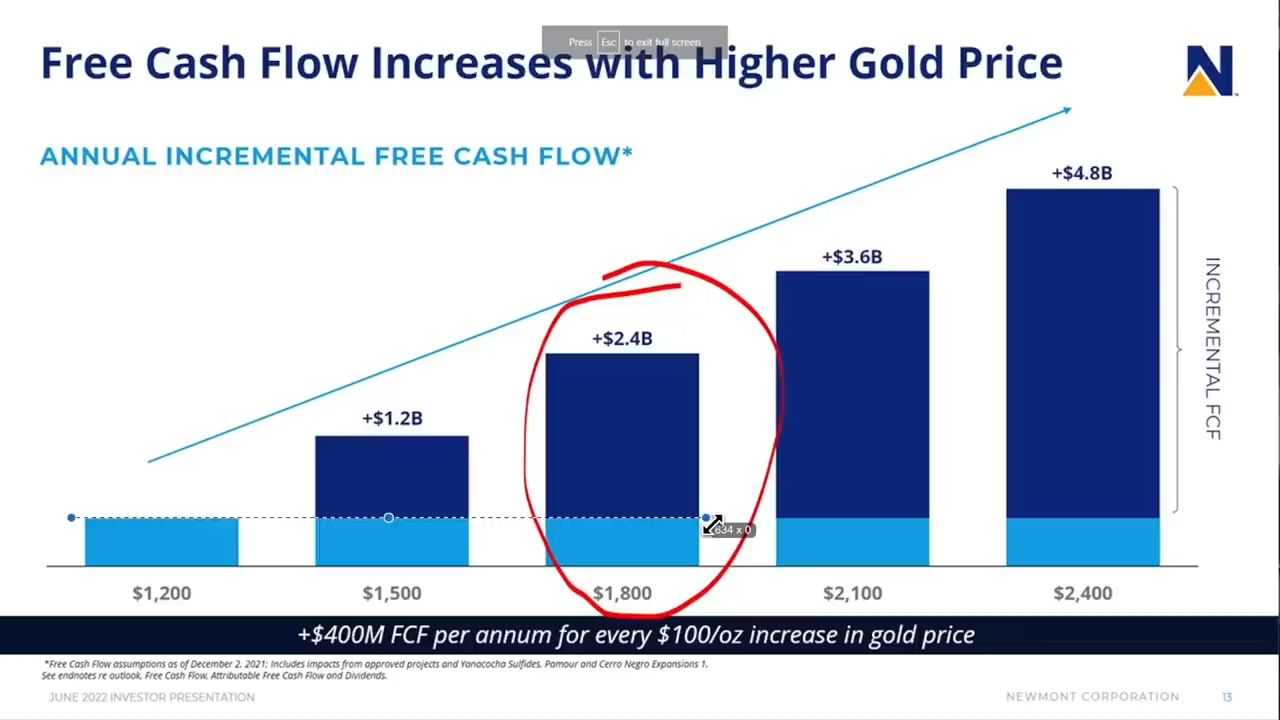 Press Esc to exit full screen
Free Cash Flow Increases with Higher Gold Price
N
ANNUAL INCREMENTAL FREE CASH FLOW*
+$4.8B
+$3.6B
+$2.4B
+$1.2B
INCREMENTAL FCF
634 x 0
$1,200 $1,500 $1,800 $2,100 $2,400
+$400M FCF per annum for every $100/oz increase in gold price
*Free Cash Flow assumptions as of December 2, 2021; Includes impacts from approved projects and Yanacocha Sulfides, Pamour and Cerro Negro Expansions 1.
See endnotes re outlook, Free Cash Flow, Attributable Free Cash Flow and Dividends.
JUNE 2022 INVESTOR PRESENTATION NEWMONT CORPORATION 13